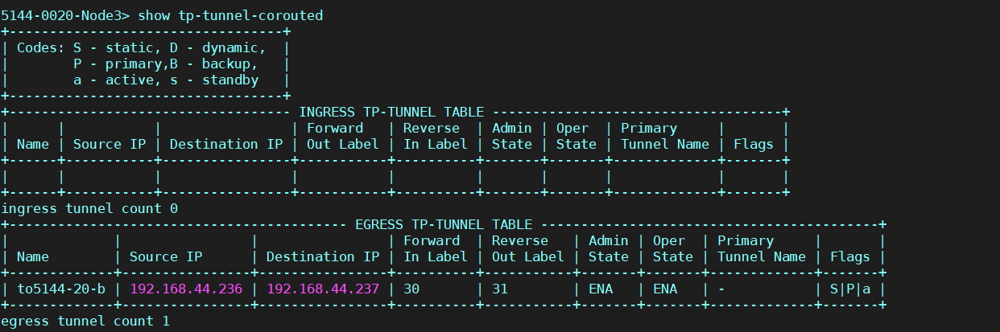 5144-0020-Node3> show tp-tunnel-corouted
+----------------------------------+
| Codes: S - static, D - dynamic,  |
|        P - primary,B - backup,   |
|        a - active, s - standby   |
+----------------------------------+
+----------------------------------- INGRESS TP-TUNNEL TABLE ------------------------------------+
|      |           |                | Forward   | Reverse  | Admin | Oper  | Primary     |       |
| Name | Source IP | Destination IP | Out Label | In Label | State | State | Tunnel Name | Flags |
+------+-----------+----------------+-----------+----------+-------+-------+-------------+-------+
|      |           |                |           |          |       |       |             |       |
+------+-----------+----------------+-----------+----------+-------+-------+-------------+-------+
ingress tunnel count 0
+------------------------------------------ EGRESS TP-TUNNEL TABLE ------------------------------------------+
|             |                |                | Forward  | Reverse   | Admin | Oper  | Primary     |       |
| Name        | Source IP      | Destination IP | In Label | Out Label | State | State | Tunnel Name | Flags |
+-------------+----------------+----------------+----------+-----------+-------+-------+-------------+-------+
| to5144-20-b | 192.168.44.236 | 192.168.44.237 | 30       | 31        | ENA   | ENA   | -           | S|P|a |
+-------------+----------------+----------------+----------+-----------+-------+-------+-------------+-------+
egress tunnel count 1